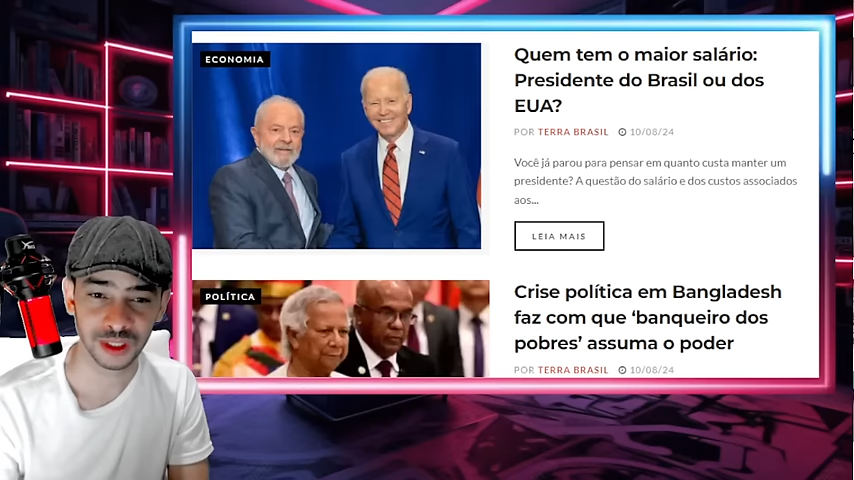 ECONOMIA
Quem tem o maior salário:
Presidente do Brasil ou dos
EUA?
POR TERRA BRASIL 10/08/24
Você já parou para pensar em quanto custa manter um
presidente? A questão do salário e dos custos associados
aos...
LEIA MAIS
POLÍTICA
Crise política em Bangladesh
faz com que ‘banqueiro dos
pobres’ assuma o poder
POR TERRA BRASIL 10/08/24